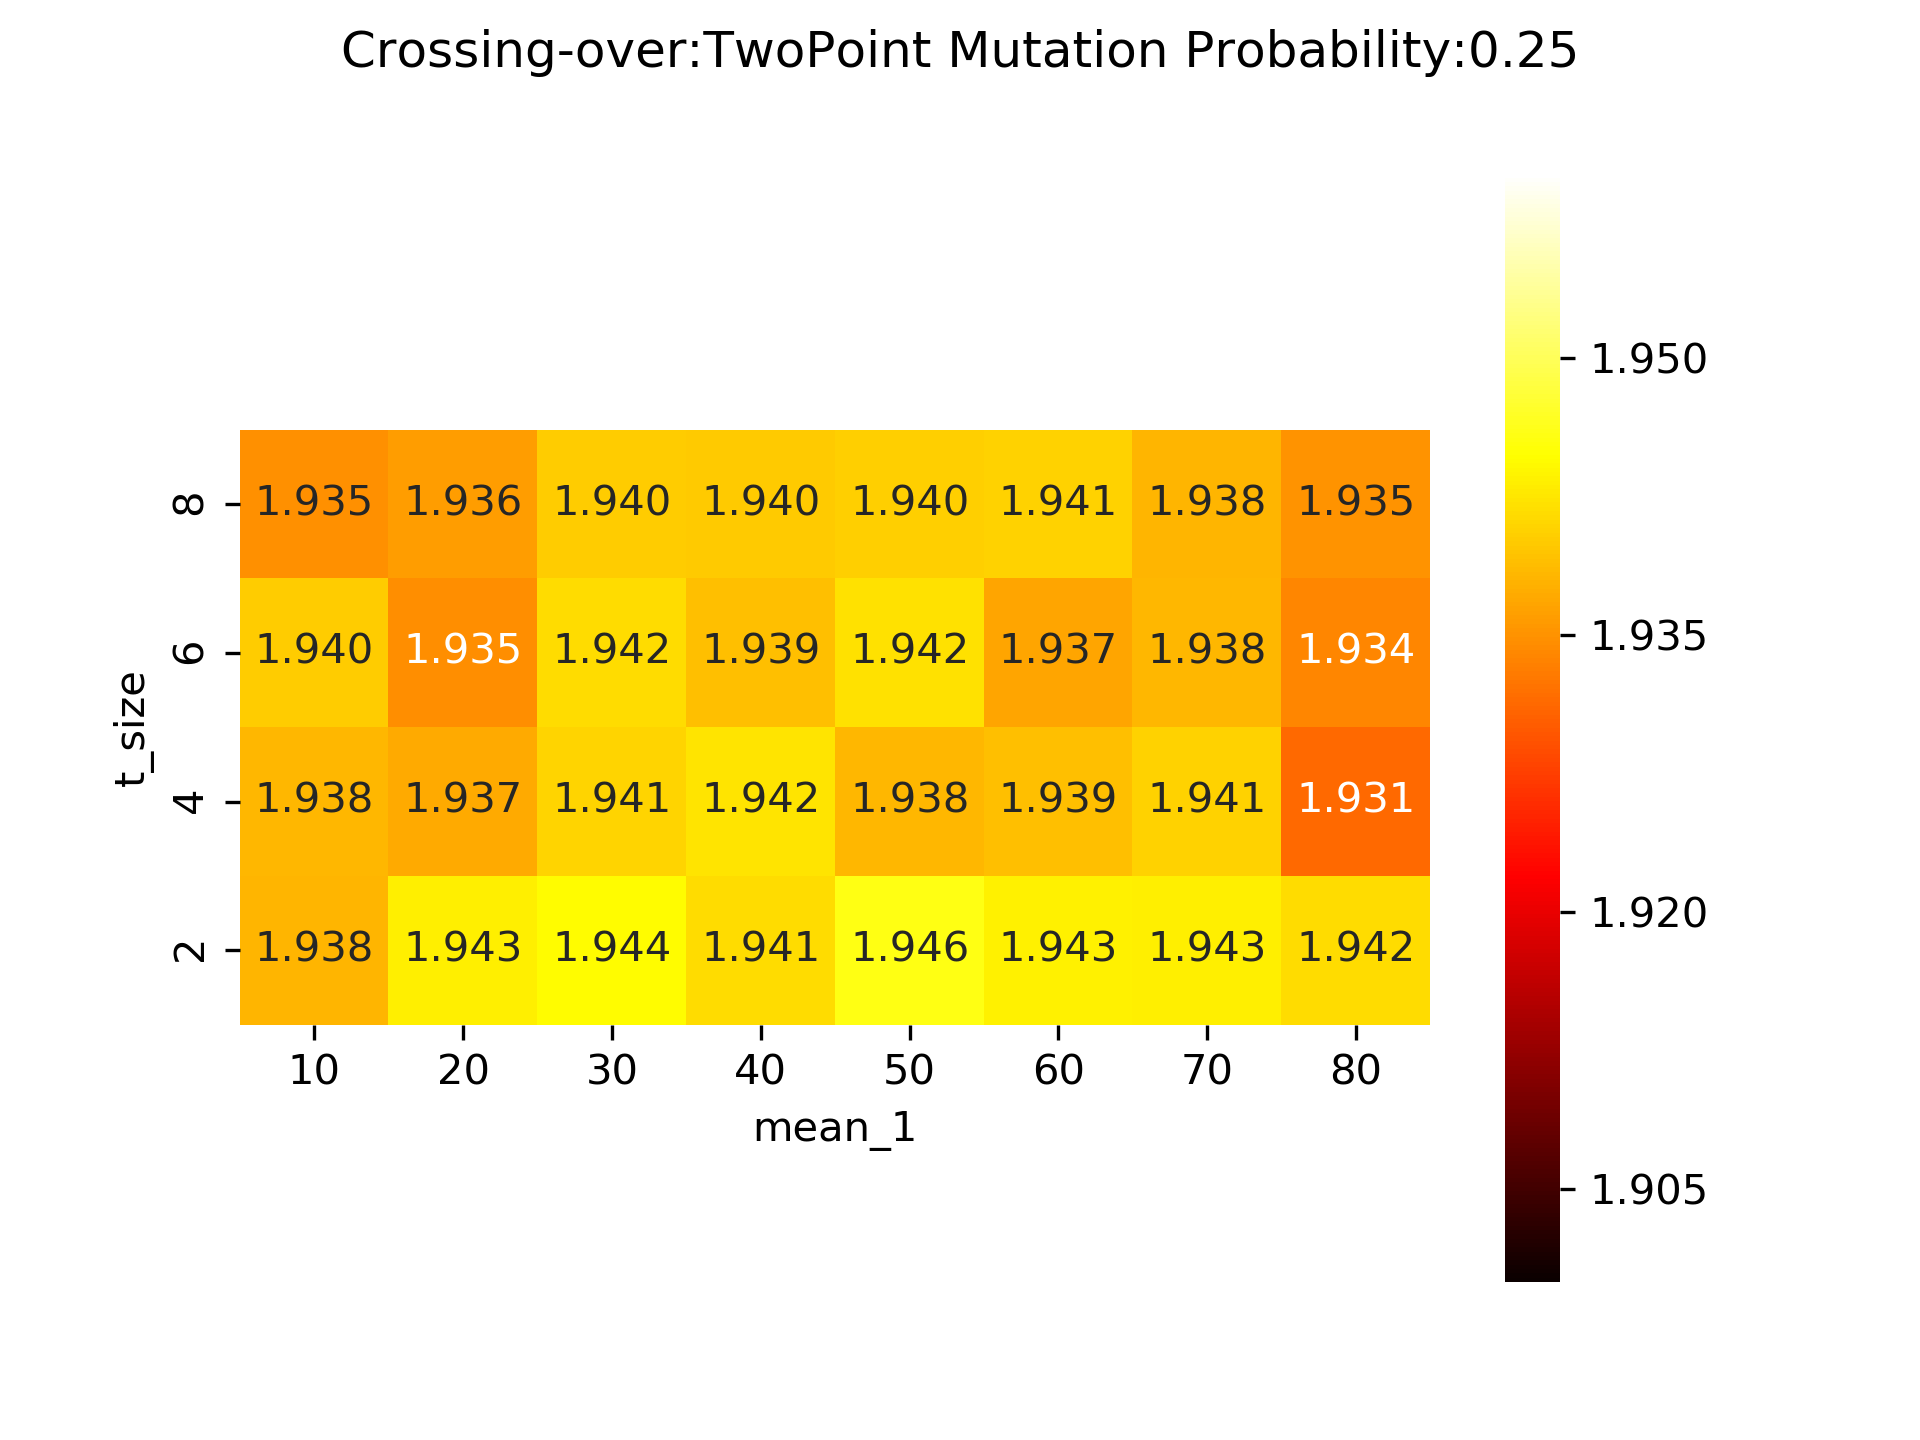 Crossing-over:TwoPoint Mutation Probability:0.25
t_size
8 1.935 1.936 1.940 1.940 1.940 1.941 1.938 1.935
6 1.940 1.935 1.942 1.939 1.942 1.937 1.938 1.934
4 1.938 1.937 1.941 1.942 1.938 1.939 1.941 1.931
2 1.938 1.943 1.944 1.941 1.946 1.943 1.943 1.942
10 20 30 40 50 60 70 80
mean_1
1.950
1.935
1.920
1.905